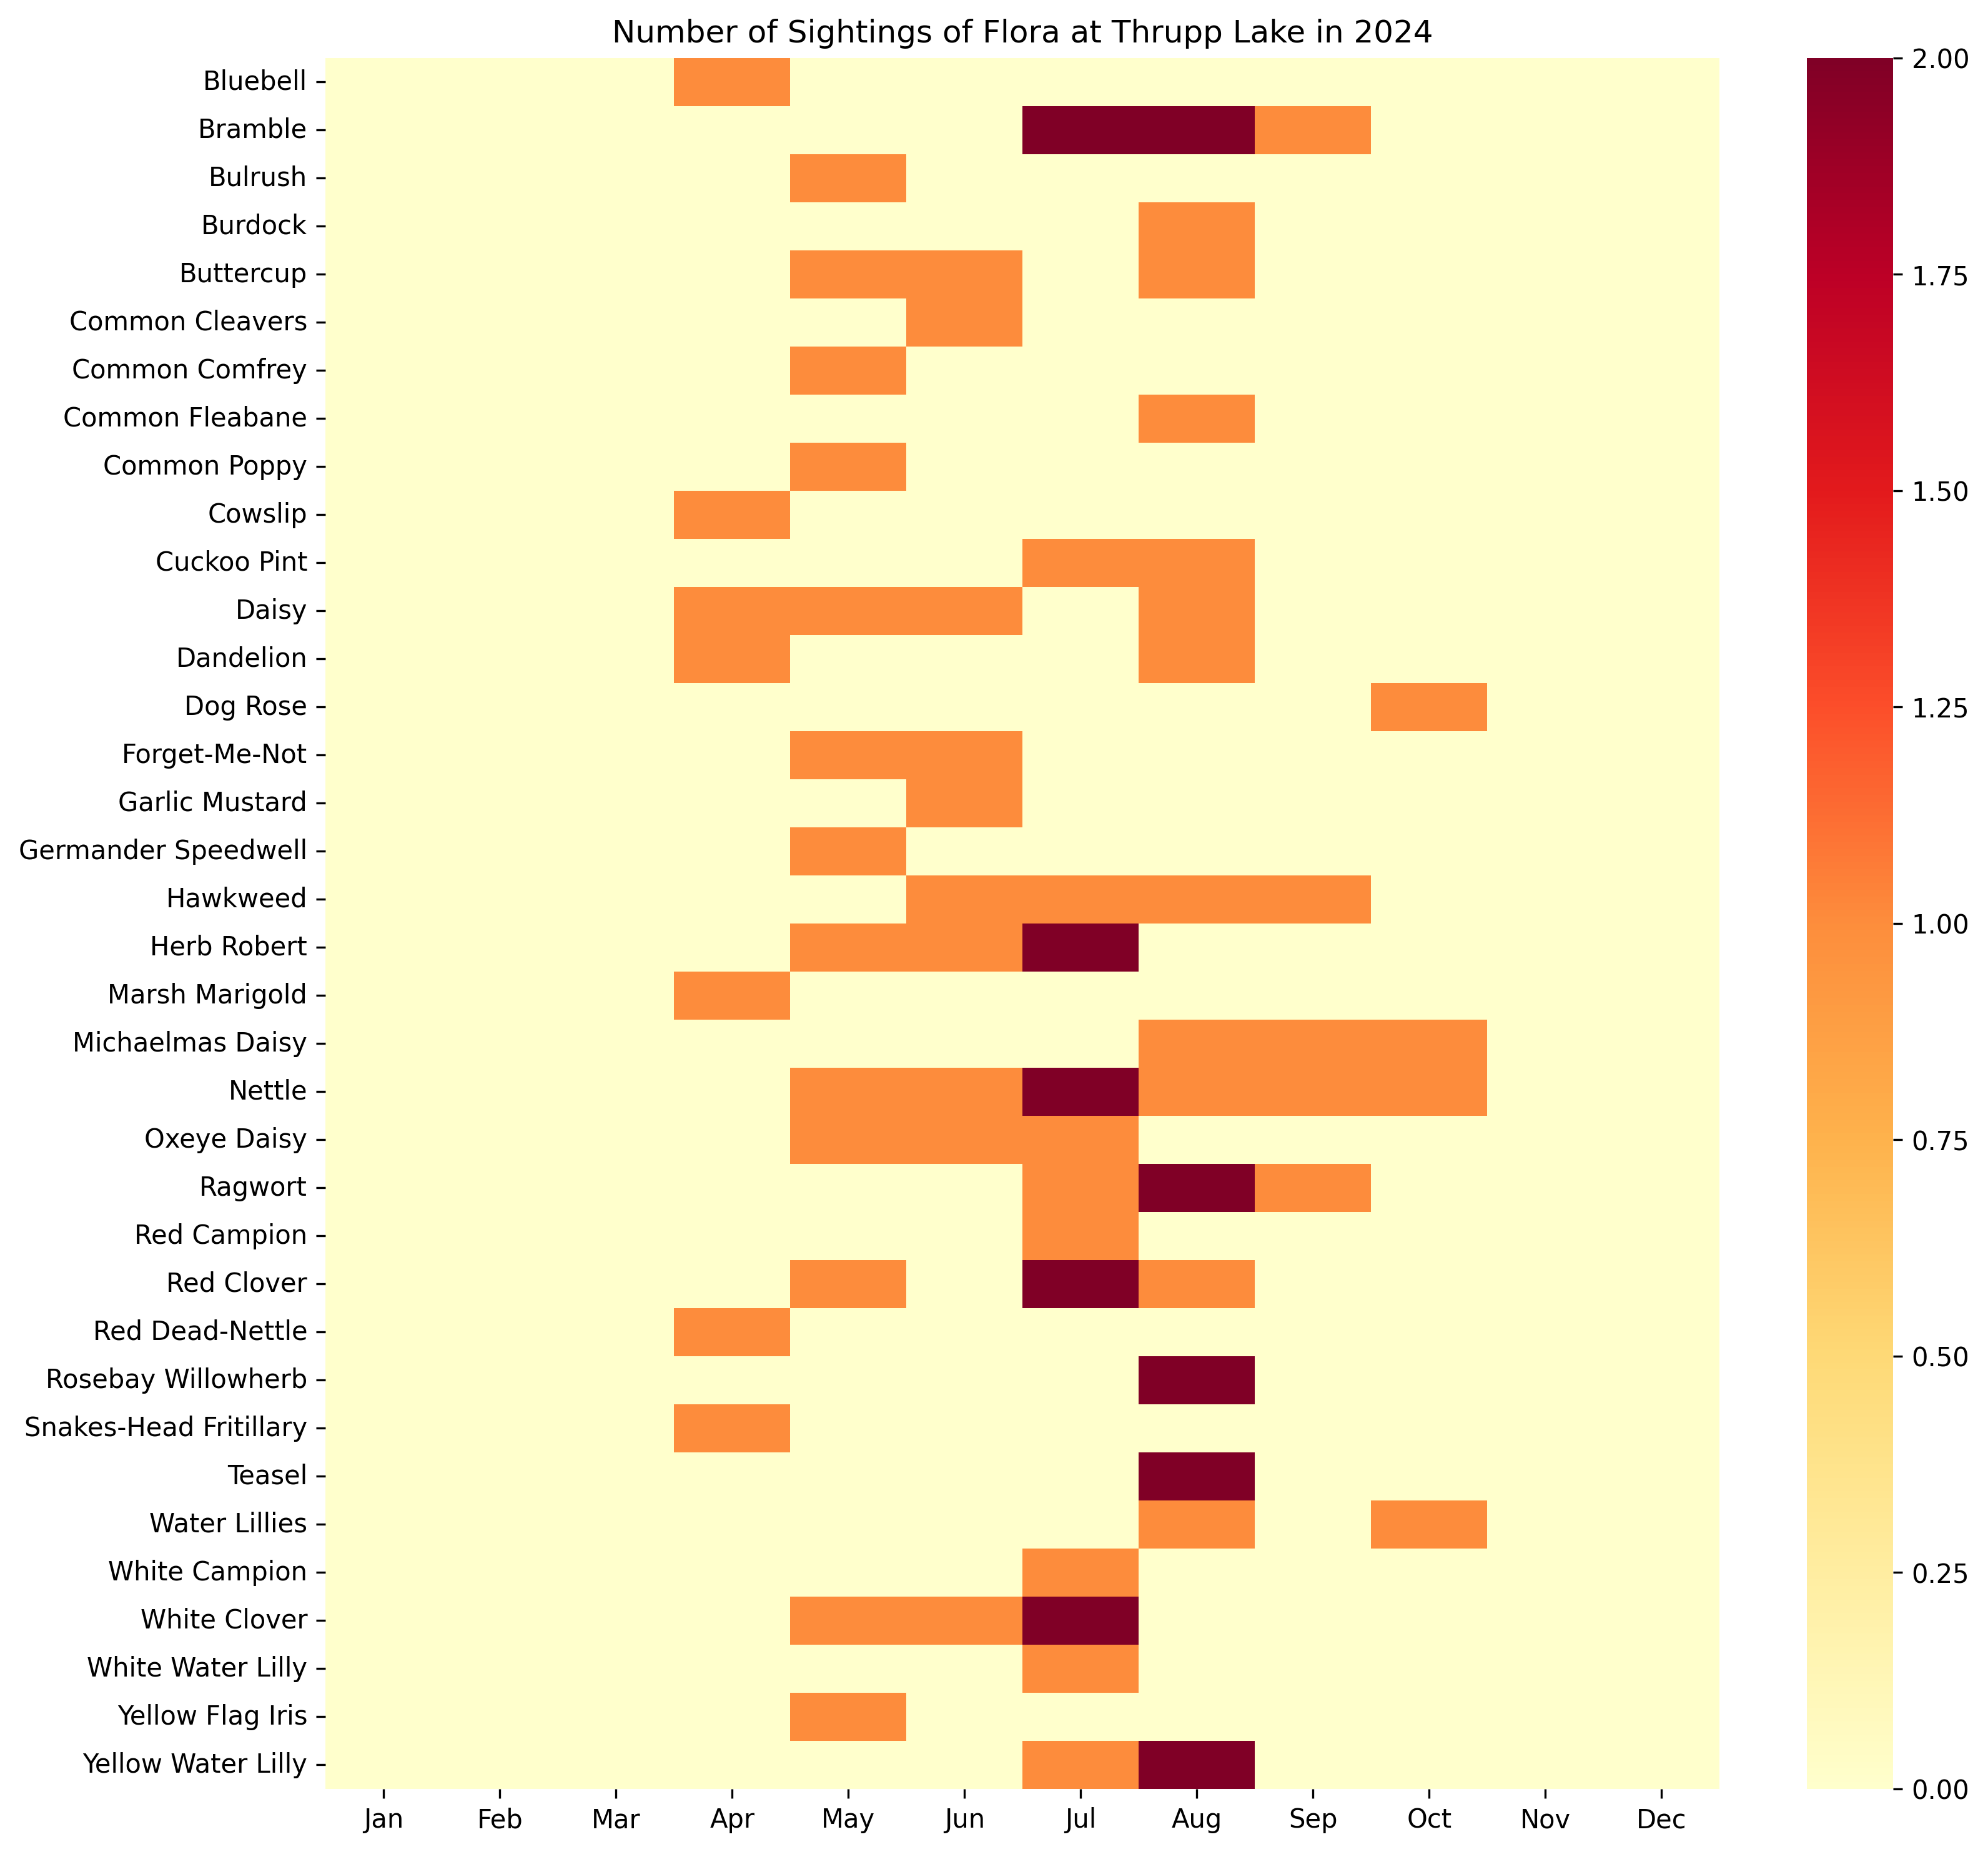 Number of Sightings of Flora at Thrupp Lake in 2024
Bluebell
Bramble
Bulrush
Burdock
Buttercup
Common Cleavers
Common Comfrey
Common Fleabane
Common Poppy
Cowslip
Cuckoo Pint
Daisy
Dandelion
Dog Rose
Forget-Me-Not
Garlic Mustard
Germander Speedwell
Hawkweed
Herb Robert
Marsh Marigold
Michaelmas Daisy
Nettle
Oxeye Daisy
Ragwort
Red Campion
Red Clover
Red Dead-Nettle
Rosebay Willowherb
Snakes-Head Fritillary
Teasel
Water Lillies
White Campion
White Clover
White Water Lilly
Yellow Flag Iris
Yellow Water Lilly
Jan Feb Mar Apr May Jun Jul Aug Sep Oct Nov Dec
2.00
1.75
1.50
1.25
1.00
0.75
0.50
0.25
0.00